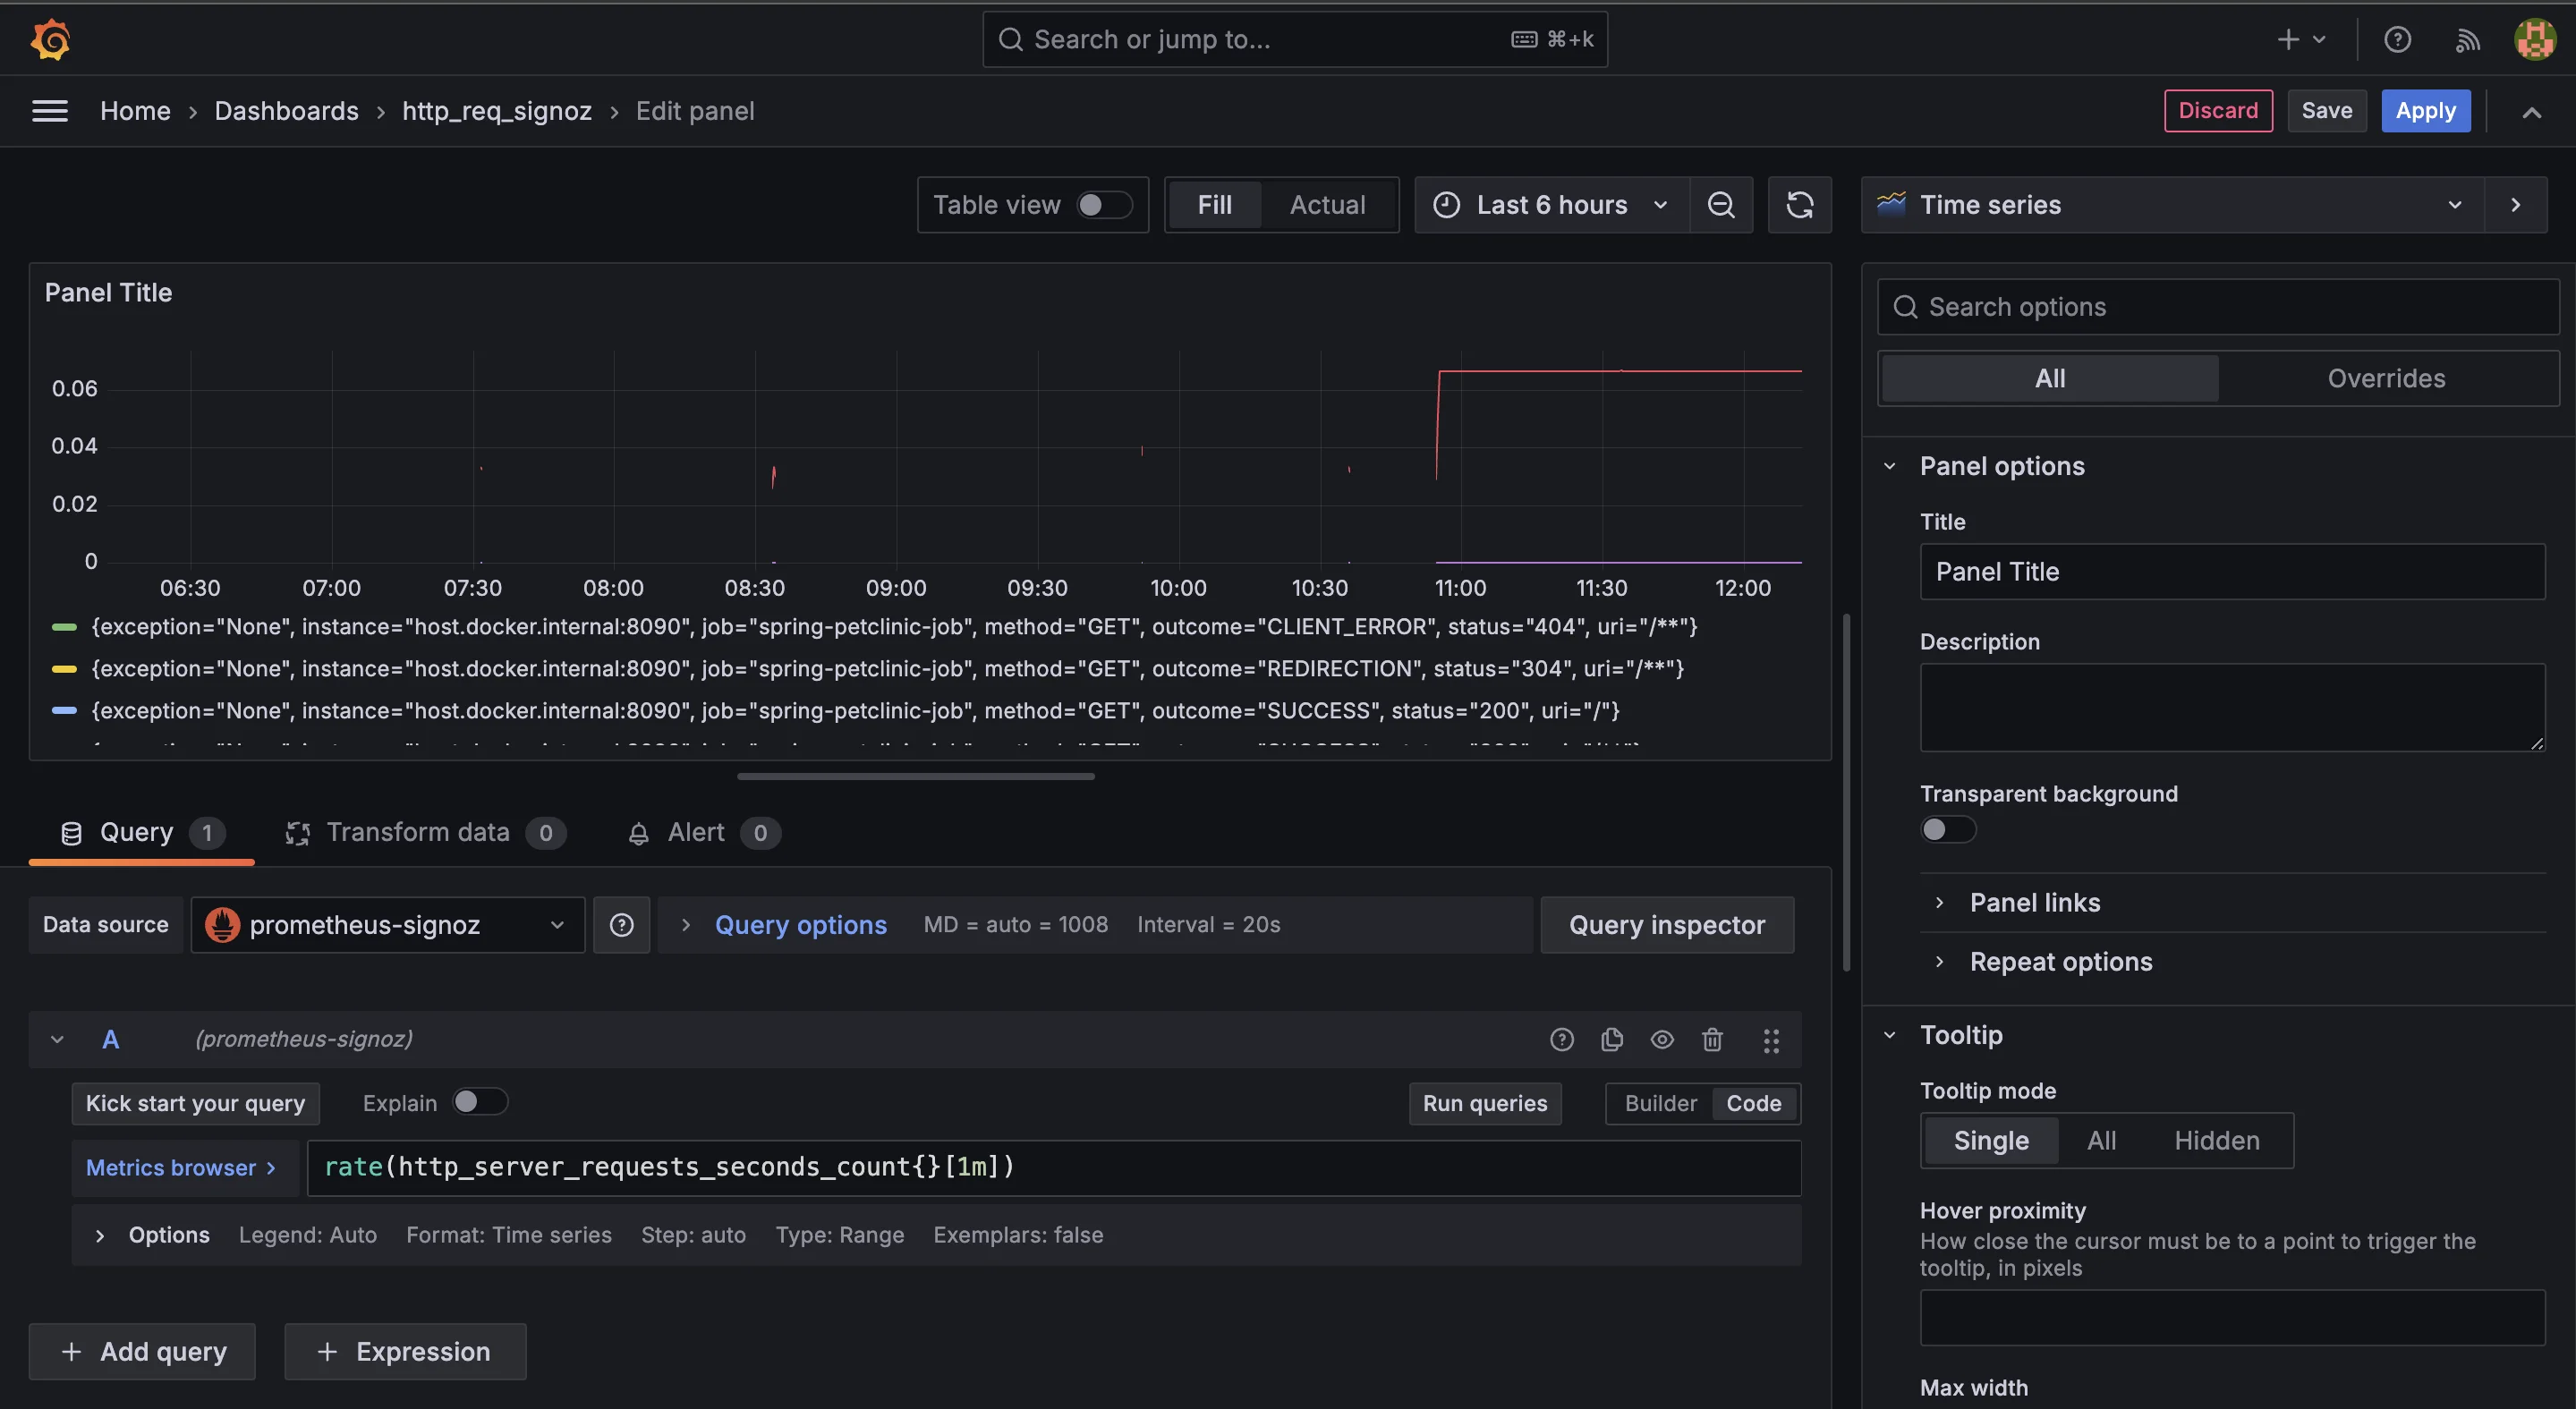 Search or jump to... ⌘+k
Home › Dashboards › http_req_signoz › Edit panel
Discard Save Apply
Table view Fill Actual Last 6 hours
Time series
Panel Title
0.06
0.04
0.02
0
06:30 07:00 07:30 08:00 08:30 09:00 09:30 10:00 10:30 11:00 11:30 12:00
{exception="None", instance="host.docker.internal:8090", job="spring-petclinic-job", method="GET", outcome="CLIENT_ERROR", status="404", uri="/**"}
{exception="None", instance="host.docker.internal:8090", job="spring-petclinic-job", method="GET", outcome="REDIRECTION", status="304", uri="/**"}
{exception="None", instance="host.docker.internal:8090", job="spring-petclinic-job", method="GET", outcome="SUCCESS", status="200", uri="/"}
Query 1 Transform data 0 Alert 0
Data source prometheus-signoz Query options MD = auto = 1008 Interval = 20s Query inspector
A (prometheus-signoz)
Kick start your query Explain Run queries Builder Code
Metrics browser › rate(http_server_requests_seconds_count{}[1m])
Options Legend: Auto Format: Time series Step: auto Type: Range Exemplars: false
+ Add query + Expression
Search options
All Overrides
Panel options
Title
Panel Title
Description
Transparent background
Panel links
Repeat options
Tooltip
Tooltip mode
Single All Hidden
Hover proximity
How close the cursor must be to a point to trigger the
tooltip, in pixels
Max width